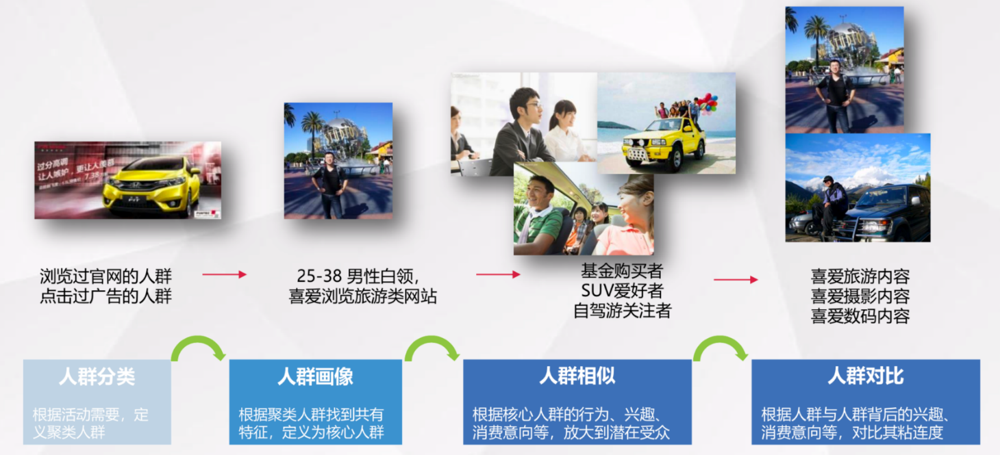 过分高调
让人嫉妒，更让人羡慕
7.38
浏览过官网的人群
点击过广告的人群
25-38 男性白领，
喜爱浏览旅游类网站
基金购买者
SUV爱好者
自驾游关注者
STUDIO
喜爱旅游内容
喜爱摄影内容
喜爱数码内容
人群分类
根据活动需要，定
义聚类人群
人群画像
根据聚类人群找到共有
特征，定义为核心人群
人群相似
根据核心人群的行为、兴趣、
消费意向等，放大到潜在受众
人群对比
根据人群与人群背后的兴趣、
消费意向等，对比其粘连度